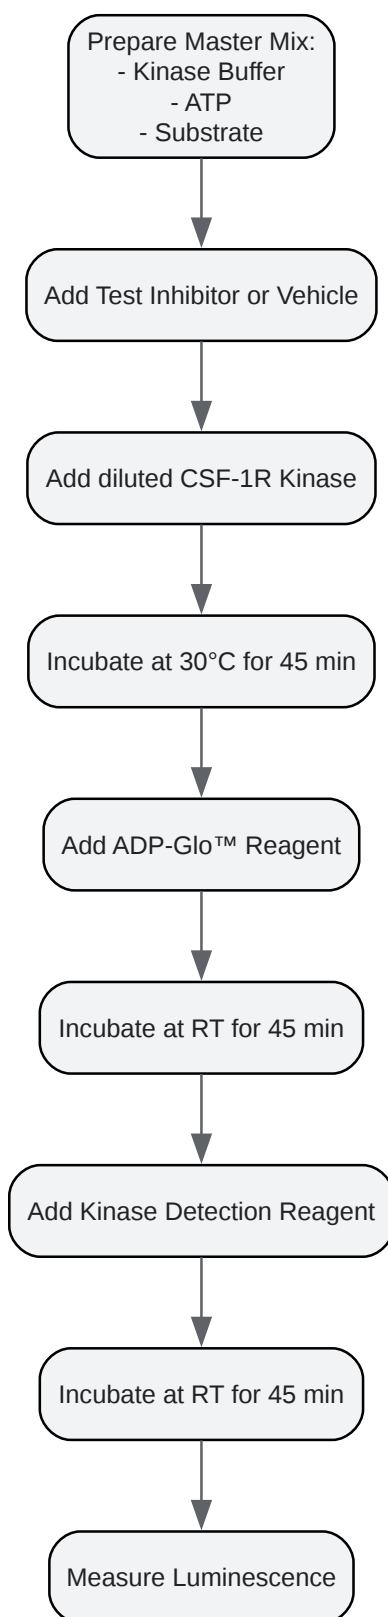 Prepare Master Mix:
- Kinase Buffer
- ATP
- Substrate
Add Test Inhibitor or Vehicle
Add diluted CSF-1R Kinase
Incubate at 30°C for 45 min
Add ADP-Glo™ Reagent
Incubate at RT for 45 min
Add Kinase Detection Reagent
Incubate at RT for 45 min
Measure Luminescence